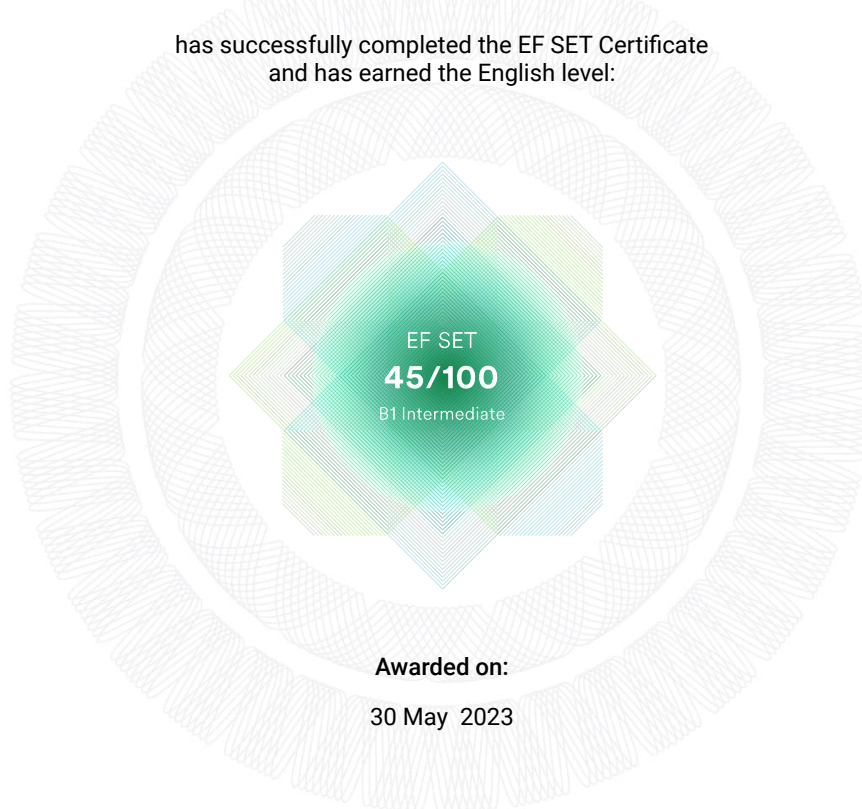 has successfully completed the EF SET Certificate
and has earned the English level:
EF SET
45/100
B1 Intermediate
Awarded on:
30 May 2023